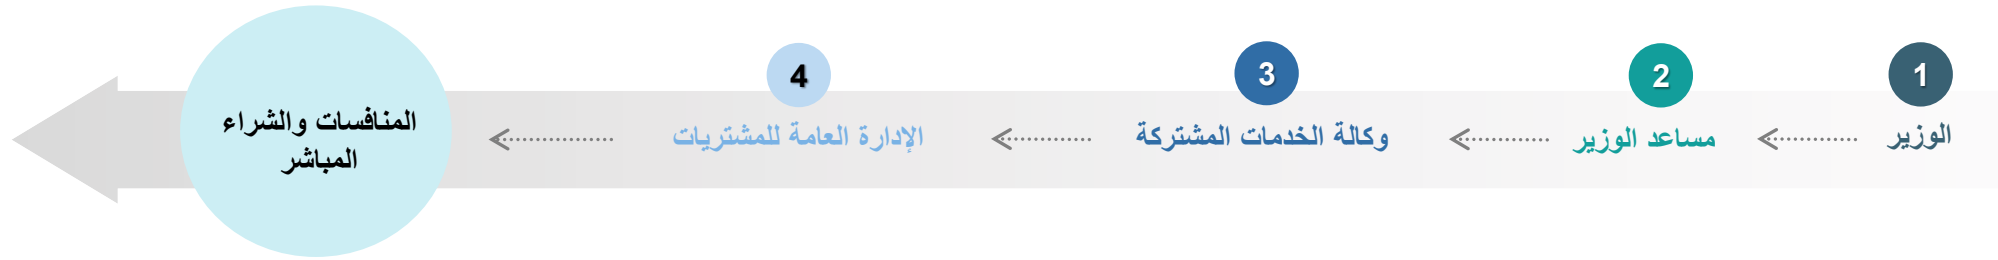 1
الوزير
2
مساعد الوزير
3
وكالة الخدمات المشتركة
4
الإدارة العامة للمشتريات
المنافسات والشراء
المباشر